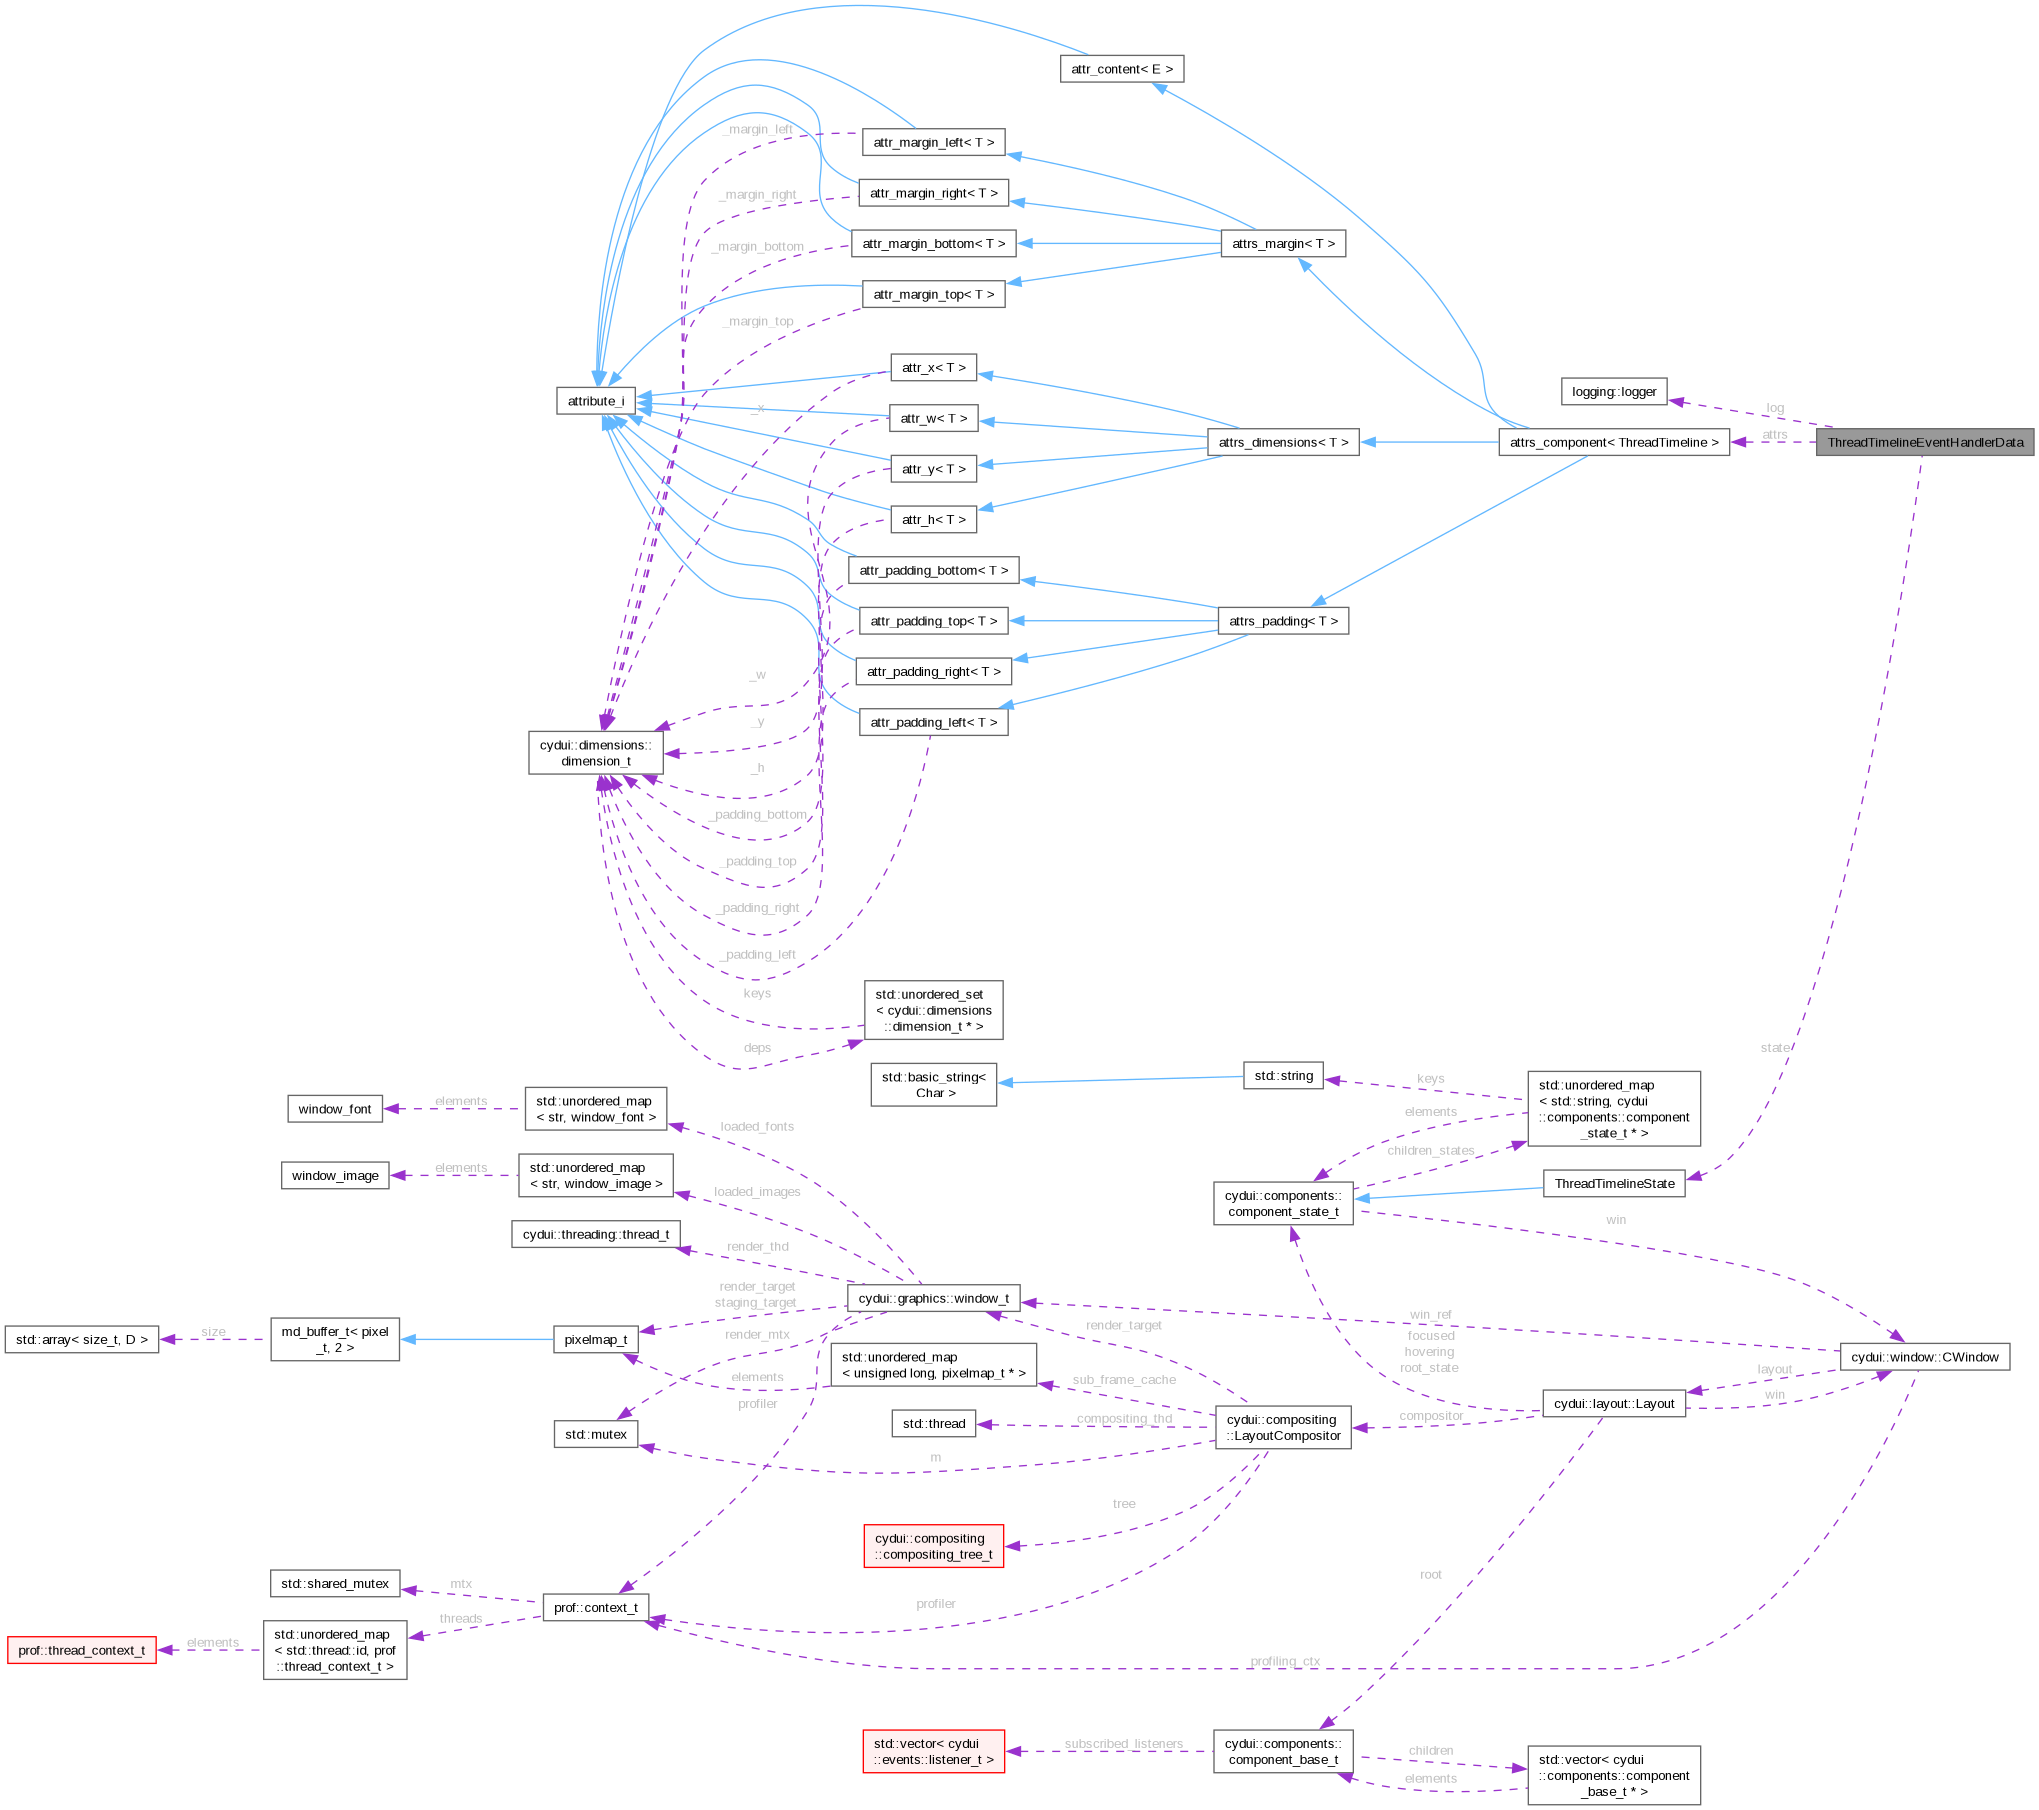 attr_content< E >
_margin_left
attr_margin_left< T >
_margin_right
attr_margin_right< T >
_margin_bottom
attr_margin_bottom< T >
attrs_margin< T >
attr_margin_top< T >
_margin_top
attr_x< T >
logging::logger
log
attribute_i
_x
attr_w< T >
attrs_dimensions< T >
attrs_component< ThreadTimeline >
attrs
ThreadTimelineEventHandlerData
attr_y< T >
attr_h< T >
attr_padding_bottom< T >
attr_padding_top< T >
attrs_padding< T >
attr_padding_right< T >
_w
attr_padding_left< T >
_y
cydui::dimensions::
dimension_t
_h
_padding_bottom
_padding_top
_padding_right
_padding_left
keys
std::unordered_set
< cydui::dimensions
::dimension_t * >
deps
state
std::basic_string<
Char >
std::string
keys
std::unordered_map
< std::string, cydui
::components::component
_state_t * >
elements
children_states
window_font
elements
std::unordered_map
< str, window_font >
loaded_fonts
window_image
elements
std::unordered_map
< str, window_image >
loaded_images
ThreadTimelineState
cydui::components::
component_state_t
win
cydui::threading::thread_t
render_thd
render_target
staging_target
cydui::graphics::window_t
win_ref
render_target
std::array< size_t, D >
size
md_buffer_t< pixel
_t, 2 >
pixelmap_t
render_mtx
focused
hovering
root_state
cydui::window::CWindow
std::unordered_map
< unsigned long, pixelmap_t * >
elements
profiler
sub_frame_cache
layout
win
cydui::layout::Layout
std::mutex
std::thread
compositing_thd
cydui::compositing
::LayoutCompositor
compositor
m
tree
cydui::compositing
::compositing_tree_t
std::shared_mutex
mtx
prof::context_t
profiler
root
threads
prof::thread_context_t
elements
std::unordered_map
< std::thread::id, prof
::thread_context_t >
profiling_ctx
std::vector< cydui
::events::listener_t >
subscribed_listeners
cydui::components::
component_base_t
children
elements
std::vector< cydui
::components::component
_base_t * >